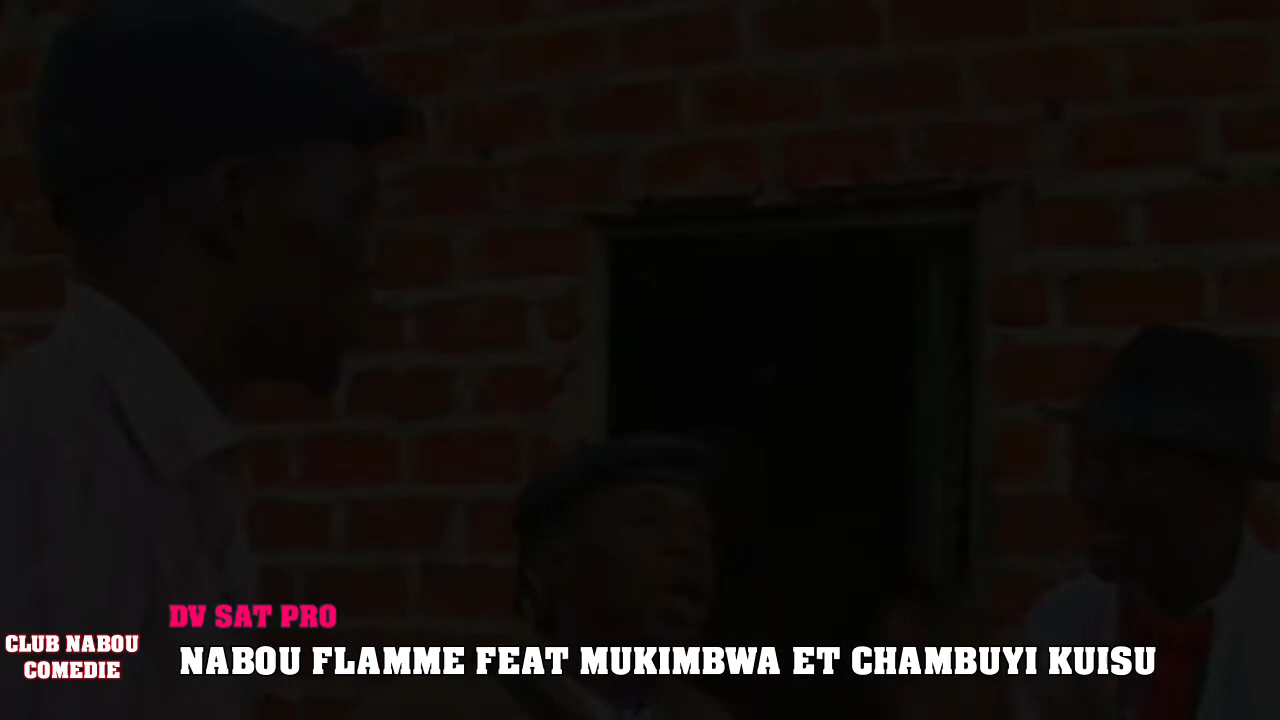 DV SAT PRO
CLUB NABOU
COMEDIE
NABOU FLAMME FEAT MUKIMBWA ET CHAMBUYI KUISU